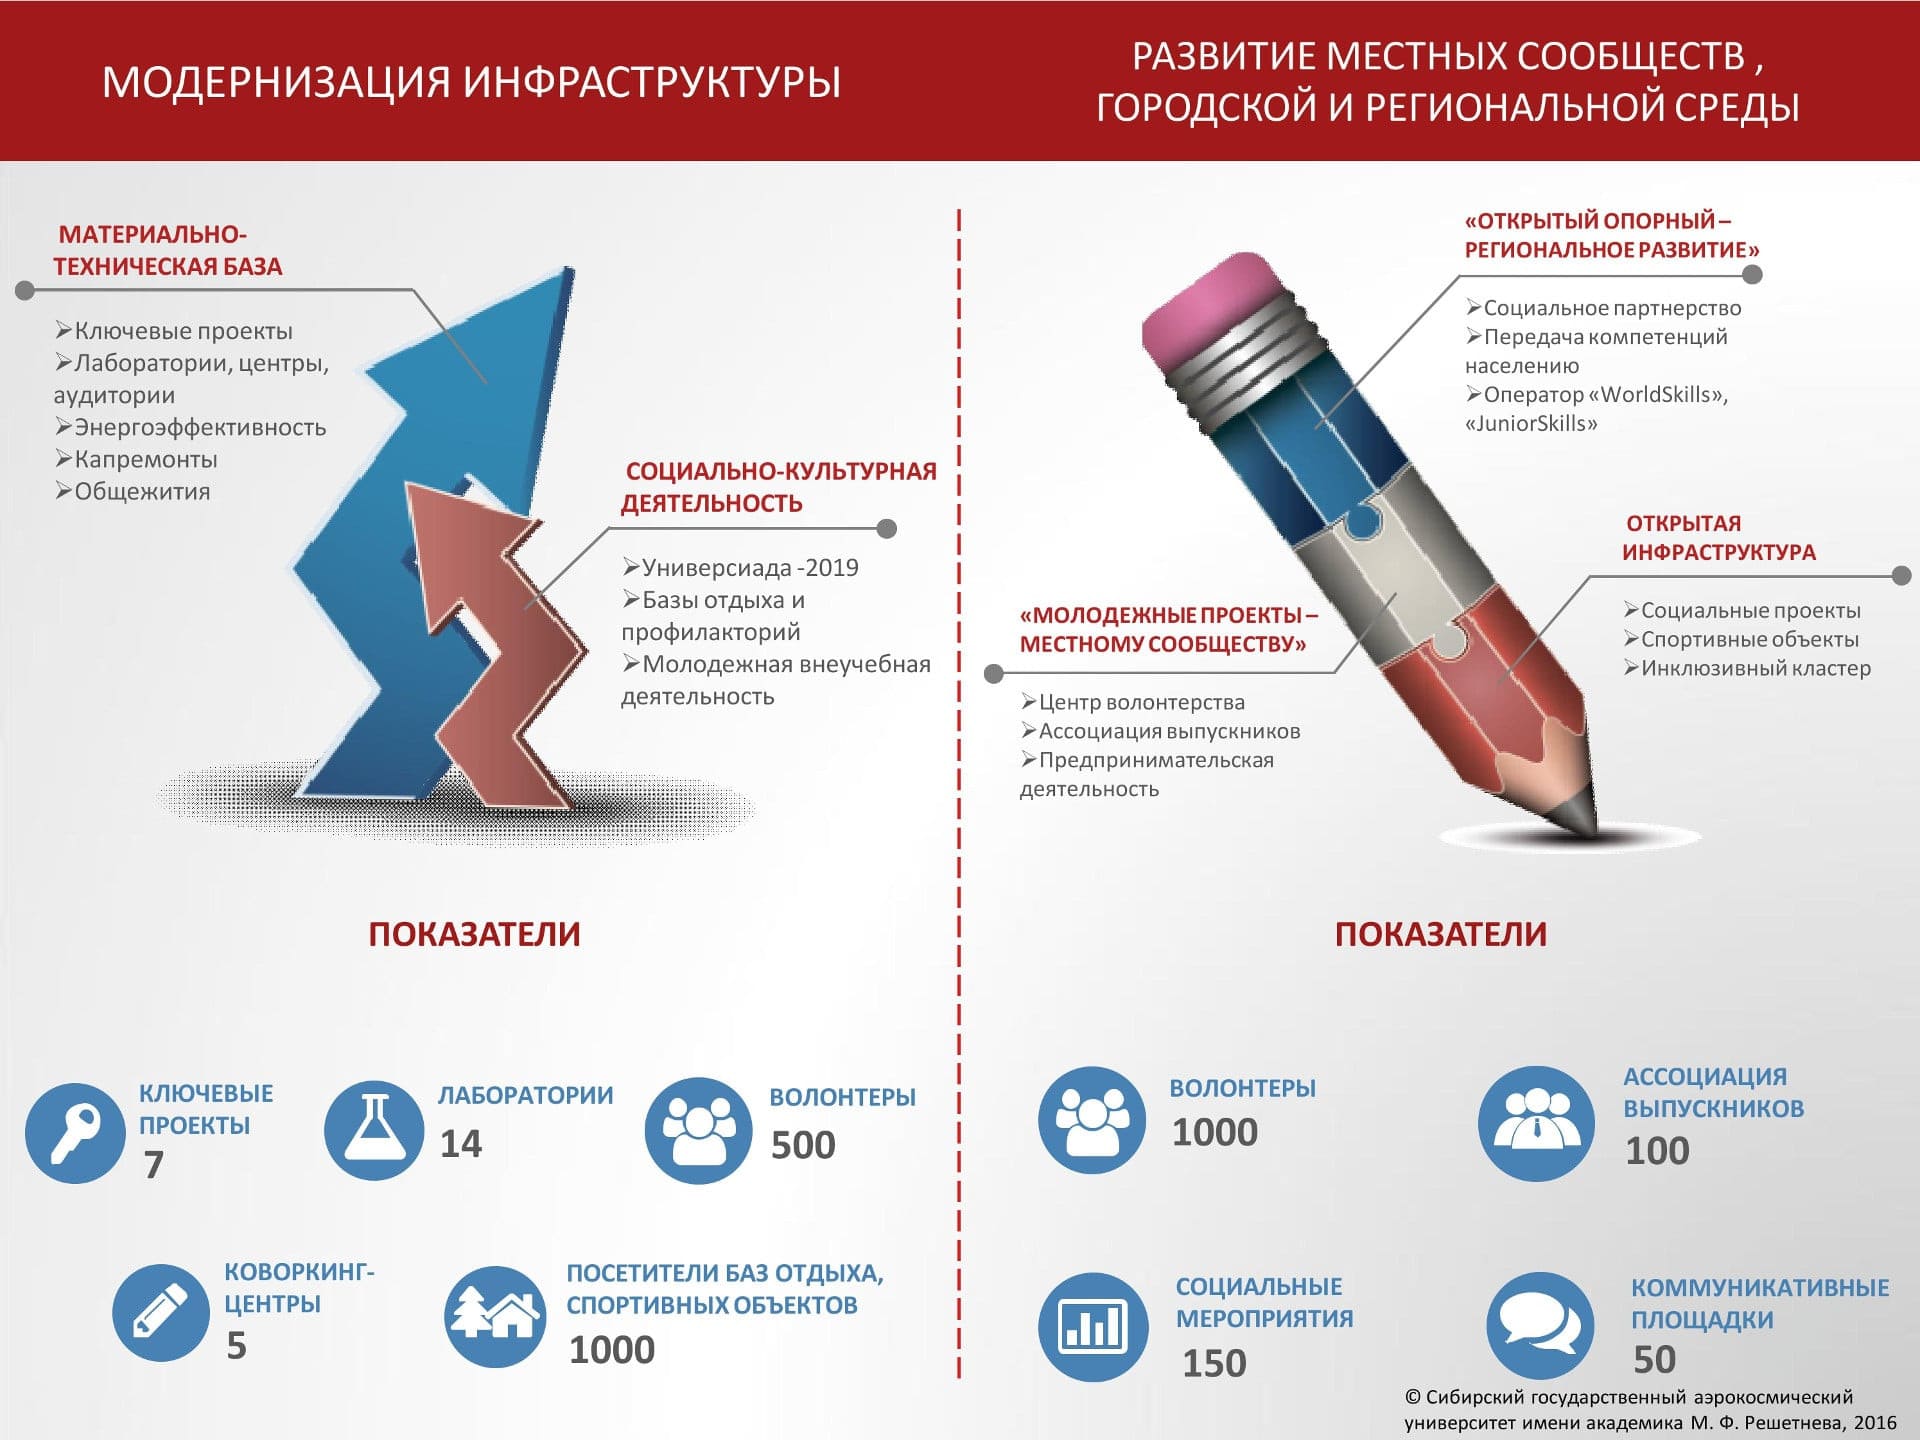 МОДЕРНИЗАЦИЯ ИНФРАСТРУКТУРЫ
МАТЕРИАЛЬНО-
ТЕХНИЧЕСКАЯ БАЗА
➢Ключевые проекты
➢Лаборатории, центры,
аудитории
➢Энергоэффективность
➢Капремонты
➢Общежития
СОЦИАЛЬНО-КУЛЬТУРНАЯ
ДЕЯТЕЛЬНОСТЬ
➢Универсиада -2019
➢Базы отдыха и
профилакторий
➢Молодежная внеучебная
деятельность
ПОКАЗАТЕЛИ
КЛЮЧЕВЫЕ
ПРОЕКТЫ
7
ЛАБОРАТОРИИ
14
ВОЛОНТЕРЫ
500
КОВОРКИНГ-
ЦЕНТРЫ
5
ПОСЕТИТЕЛИ БАЗ ОТДЫХА,
СПОРТИВНЫХ ОБЪЕКТОВ
1000
РАЗВИТИЕ МЕСТНЫХ СООБЩЕСТВ ,
ГОРОДСКОЙ И РЕГИОНАЛЬНОЙ СРЕДЫ
«ОТКРЫТЫЙ ОПОРНЫЙ –
РЕГИОНАЛЬНОЕ РАЗВИТИЕ»
➢Социальное партнерство
➢Передача компетенций
населению
➢Оператор «WorldSkills»,
«JuniorSkills»
ОТКРЫТАЯ
ИНФРАСТРУКТУРА
➢Социальные проекты
➢Спортивные объекты
➢Инклюзивный кластер
«МОЛОДЕЖНЫЕ ПРОЕКТЫ –
МЕСТНОМУ СООБЩЕСТВУ»
➢Центр волонтерства
➢Ассоциация выпускников
➢Предпринимательская
деятельность
ПОКАЗАТЕЛИ
ВОЛОНТЕРЫ
1000
АССОЦИАЦИЯ
ВЫПУСКНИКОВ
100
СОЦИАЛЬНЫЕ
МЕРОПРИЯТИЯ
150
КОММУНИКАТИВНЫЕ
ПЛОЩАДКИ
50
© Сибирский государственный аэрокосмический
университет имени академика М. Ф. Решетнева, 2016